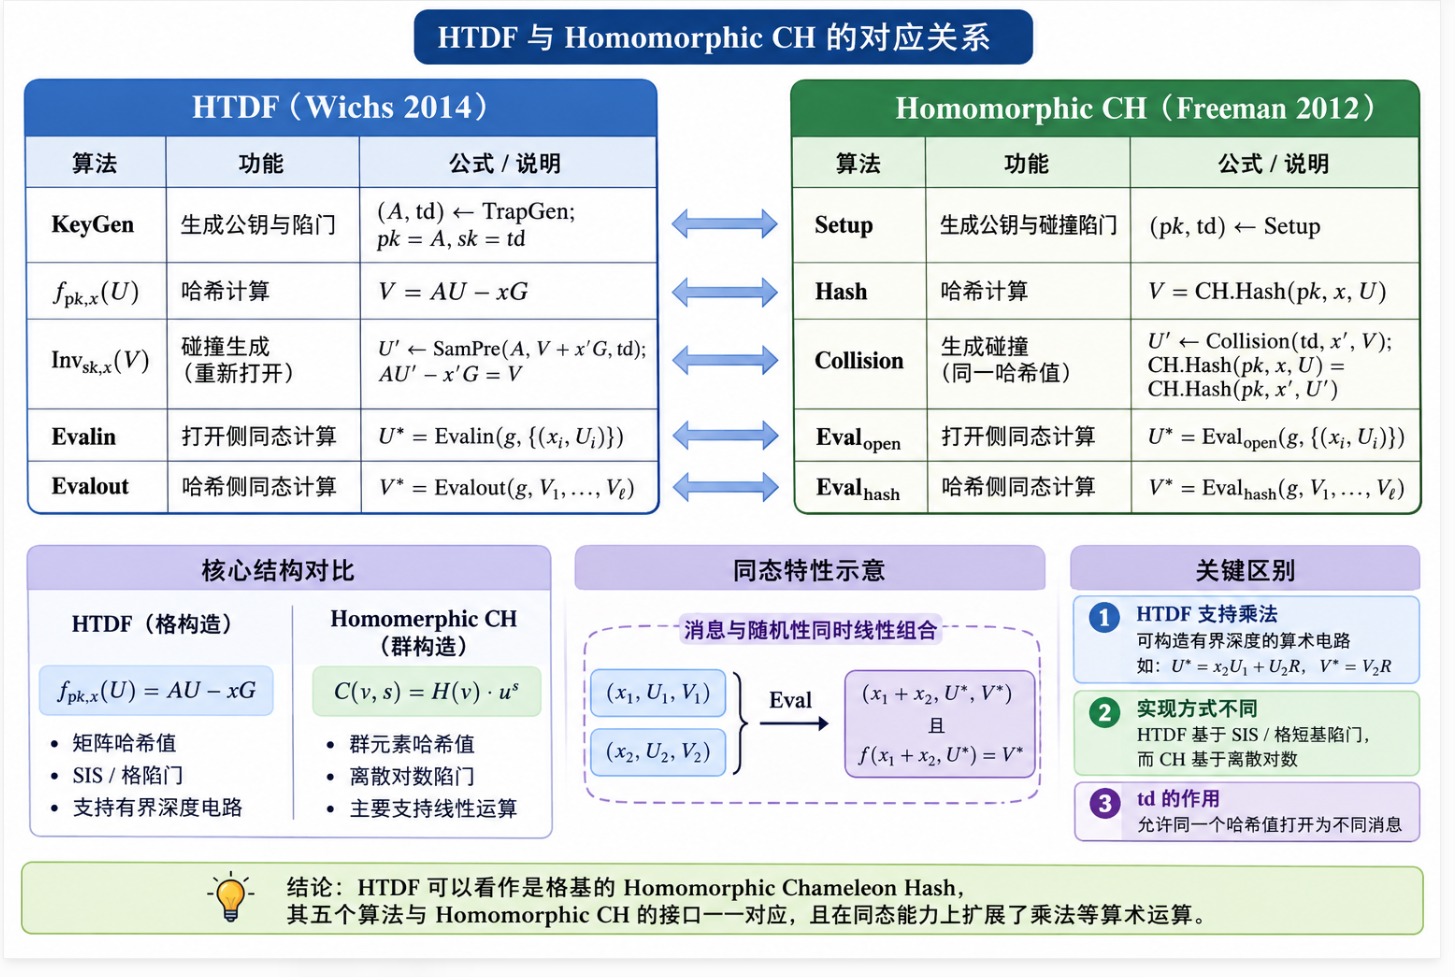 HTDF 与 Homomorphic CH 的对应关系
HTDF（Wichs 2014）
算法 功能 公式 / 说明
KeyGen 生成公钥与陷门 (A, td) ← TrapGen;
pk = A, sk = td
f_{pk,x}(U) 哈希计算 V = AU − xG
Inv_{sk,x}(V) 碰撞生成
（重新打开）
U′ ← SamPre(A, V + x′G, td);
AU′ − x′G = V
Evalin 打开侧同态计算 U* = Evalin(g, {(x_i, U_i)})
Evalout 哈希侧同态计算 V* = Evalout(g, V_1, …, V_ℓ)
Homomorphic CH（Freeman 2012）
算法 功能 公式 / 说明
Setup 生成公钥与碰撞陷门 (pk, td) ← Setup
Hash 哈希计算 V = CH.Hash(pk, x, U)
Collision 生成碰撞
（同一哈希值）
U′ ← Collision(td, x′, V);
CH.Hash(pk, x, U) =
CH.Hash(pk, x′, U′)
Eval_{open} 打开侧同态计算 U* = Eval_{open}(g, {(x_i, U_i)})
Eval_{hash} 哈希侧同态计算 V* = Eval_{hash}(g, V_1, …, V_ℓ)
核心结构对比
HTDF（格构造）
f_{pk,x}(U) = AU − xG
• 矩阵哈希值
• SIS / 格陷门
• 支持有界深度电路
Homomerphic CH
（群构造）
C(v, s) = H(v) · u^s
• 群元素哈希值
• 离散对数陷门
• 主要支持线性运算
同态特性示意
消息与随机性同时线性组合
(x_1, U_1, V_1)
(x_2, U_2, V_2)
Eval
(x_1 + x_2, U*, V*)
且
f(x_1 + x_2, U*) = V*
关键区别
1 HTDF 支持乘法
可构造有界深度的算术电路
如：U* = x_2U_1 + U_2R, V* = V_2R
2 实现方式不同
HTDF 基于 SIS / 格短基陷门，
而 CH 基于离散对数
3 td 的作用
允许同一个哈希值打开为不同消息
结论：HTDF 可以看作是格基的 Homomorphic Chameleon Hash，
其五个算法与 Homomorphic CH 的接口一一对应，且在同态能力上扩展了乘法等算术运算。